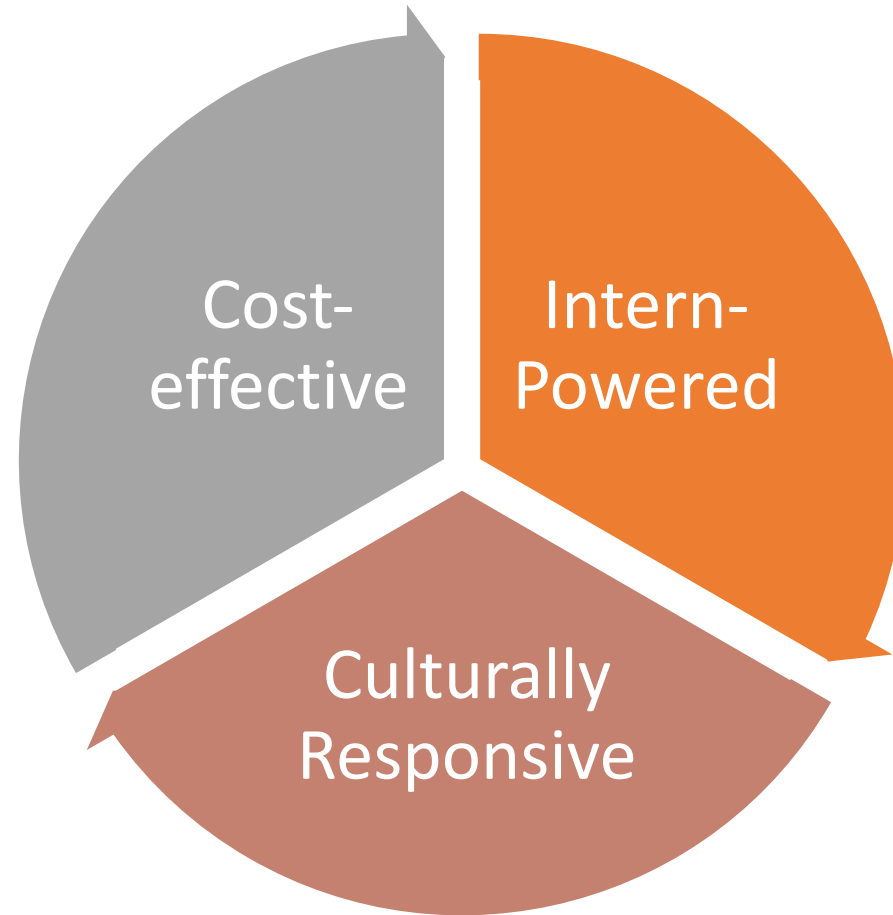 Cost-
effective
Intern-
Powered
Culturally
Responsive